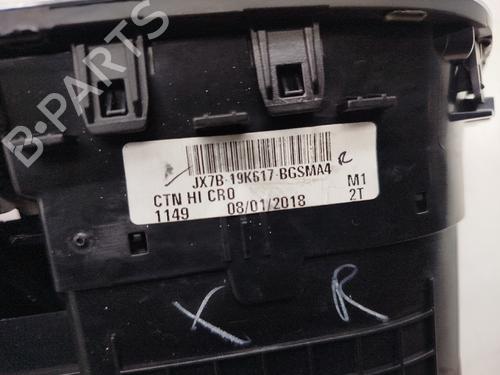 B-PARTS
JX7B-19K617-BGSMA4
R
CTN HI CRO M1
1149 08/01/2018 2T
X R